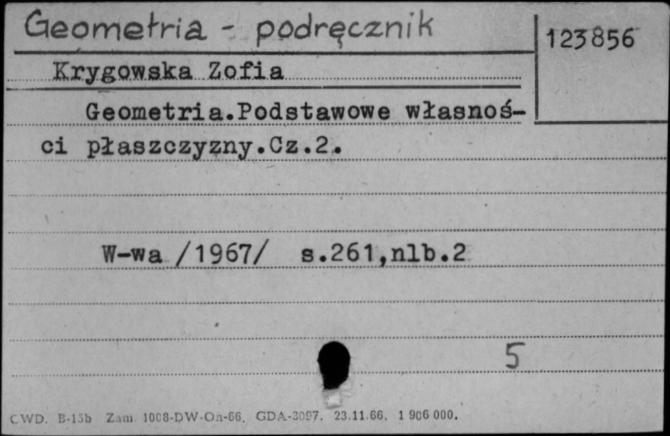 Geometria - podręcznik
123856
Krygowska Zofia
Geometria.Podstawowe własnoś-
ci płaszczyzny.Cz.2.
W-wa /1967/ s.261,nlb.2
5
CWD. B-15b Zam. 1008-DW-On-66. GDA-3097. 23.11.66. 1 906 000.